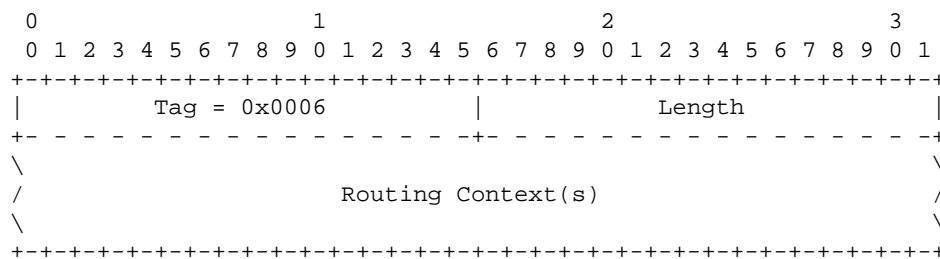 0                   1                   2                   3
 0 1 2 3 4 5 6 7 8 9 0 1 2 3 4 5 6 7 8 9 0 1 2 3 4 5 6 7 8 9 0 1
+-+-+-+-+-+-+-+-+-+-+-+-+-+-+-+-+-+-+-+-+-+-+-+-+-+-+-+-+-+-+-+-+
|         Tag = 0x0006          |            Length             |
+- - - - - - - - - - - - - - - -+- - - - - - - - - - - - - - - -+
\                                                               \
/                      Routing Context(s)                       /
\                                                               \
+-+-+-+-+-+-+-+-+-+-+-+-+-+-+-+-+-+-+-+-+-+-+-+-+-+-+-+-+-+-+-+-+